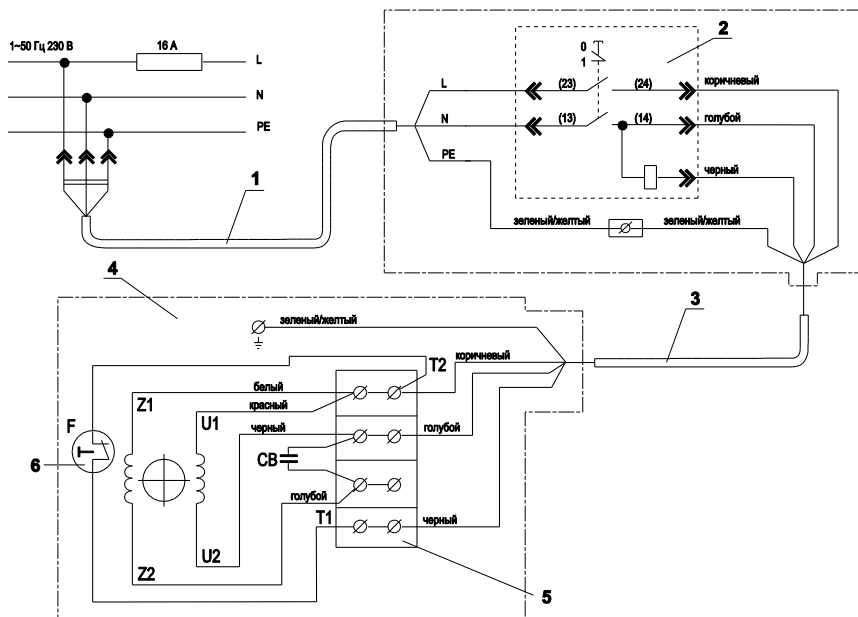 1~50 Гц 230 В
16 А
L
N
PE
1
0
1
2
L
(23)
(24)
коричневый
N
(13)
(14)
голубой
PE
черный
зеленый/желтый
зеленый/желтый
3
4
зеленый/желтый
T2
коричневый
белый
Z1
красный
F
U1
черный
голубой
6
CB
голубой
T1
черный
U2
Z2
5